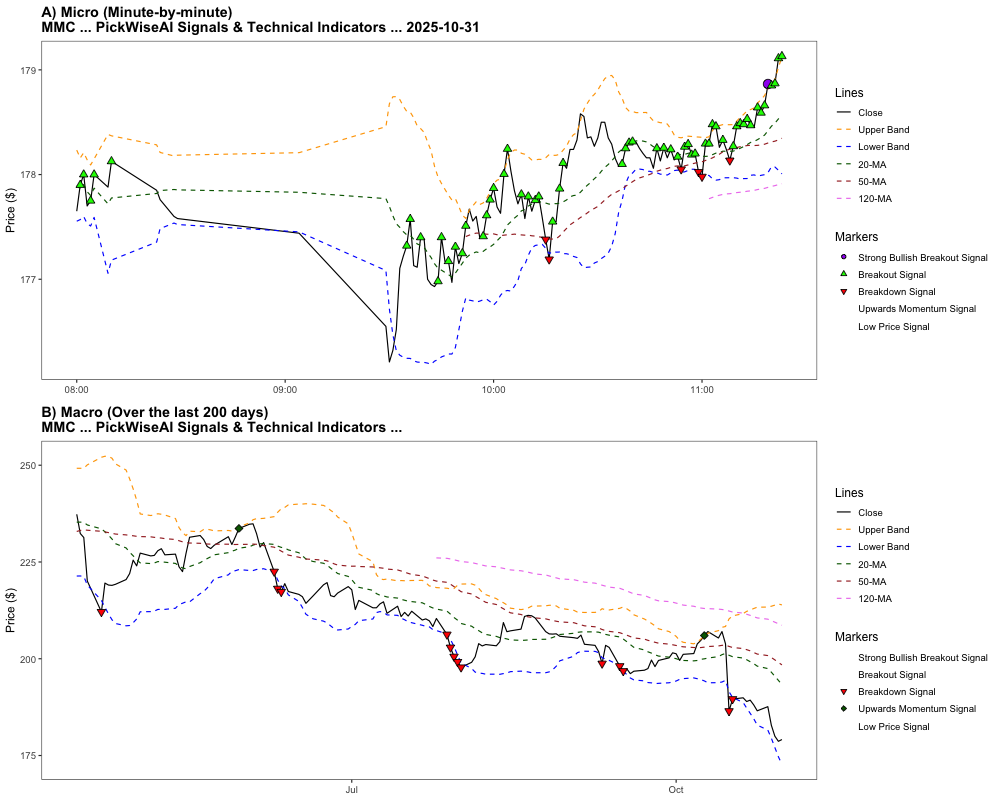 A) Micro (Minute-by-minute)
MMC ... PickWiseAI Signals & Technical Indicators ... 2025-10-31
Price ($)
179
178
177
08:00
09:00
10:00
11:00
Lines
Close
Upper Band
Lower Band
20-MA
50-MA
120-MA
Markers
Strong Bullish Breakout Signal
Breakout Signal
Breakdown Signal
Upwards Momentum Signal
Low Price Signal
B) Macro (Over the last 200 days)
MMC ... PickWiseAI Signals & Technical Indicators ...
Price ($)
250
225
200
175
Jul
Oct
Lines
Close
Upper Band
Lower Band
20-MA
50-MA
120-MA
Markers
Strong Bullish Breakout Signal
Breakout Signal
Breakdown Signal
Upwards Momentum Signal
Low Price Signal